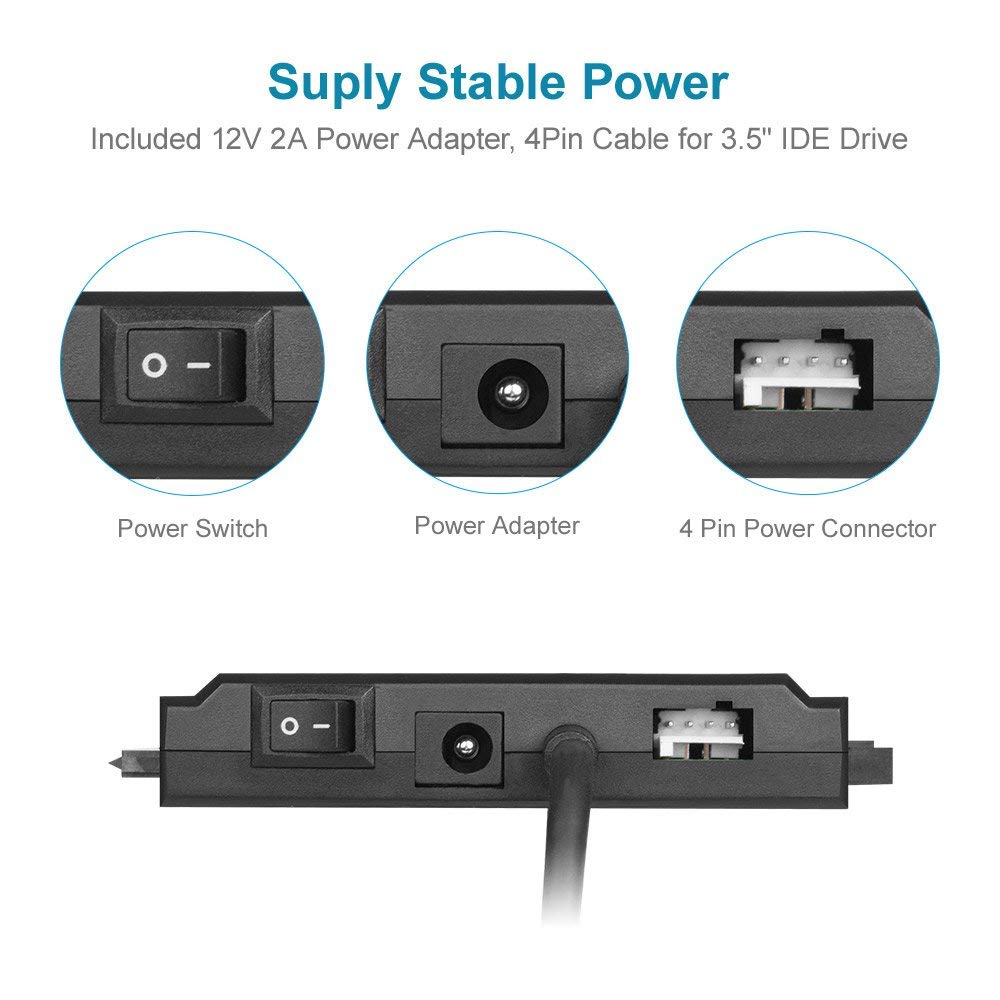 Suply Stable Power
Included 12V 2A Power Adapter, 4Pin Cable for 3.5" IDE Drive
Power Switch
Power Adapter
4 Pin Power Connector